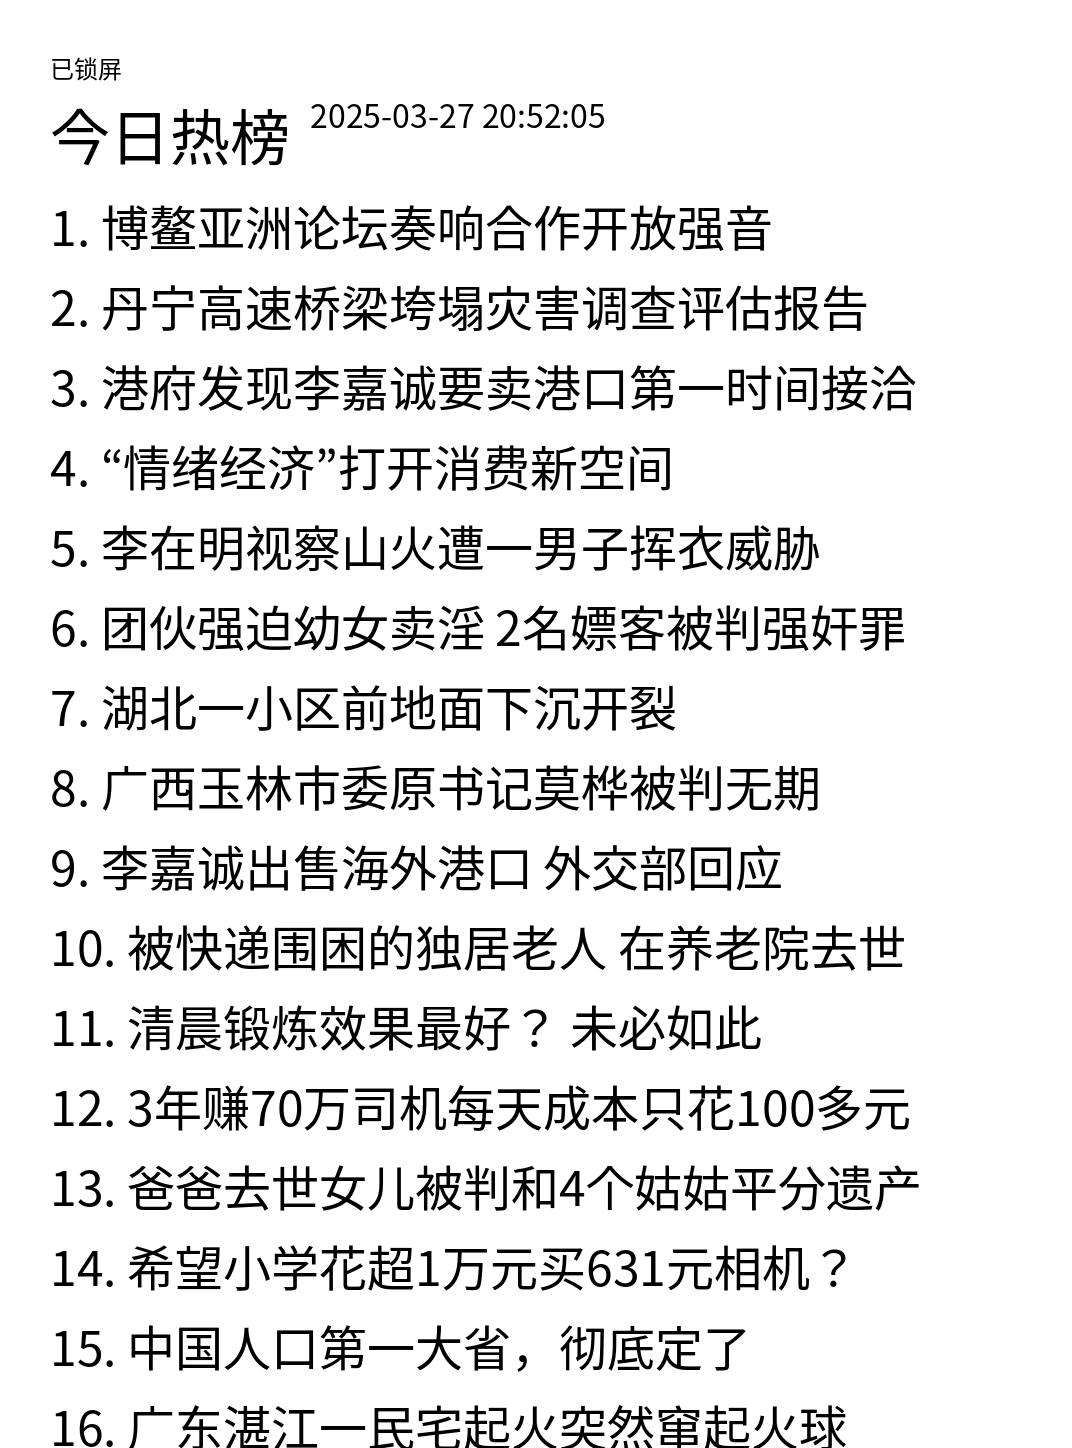 已锁屏
今日热榜 2025-03-27 20:52:05
1. 博鳌亚洲论坛奏响合作开放强音
2. 丹宁高速桥梁垮塌灾害调查评估报告
3. 港府发现李嘉诚要卖港口第一时间接洽
4. “情绪经济”打开消费新空间
5. 李在明视察山火遭一男子挥衣威胁
6. 团伙强迫幼女卖淫 2名嫖客被判强奸罪
7. 湖北一小区前地面下沉开裂
8. 广西玉林市委原书记莫桦被判无期
9. 李嘉诚出售海外港口 外交部回应
10. 被快递围困的独居老人 在养老院去世
11. 清晨锻炼效果最好？ 未必如此
12. 3年赚70万司机每天成本只花100多元
13. 爸爸去世女儿被判和4个姑姑平分遗产
14. 希望小学花超1万元买631元相机？
15. 中国人口第一大省，彻底定了
16. 广东湛江一民宅起火突然窜起火球